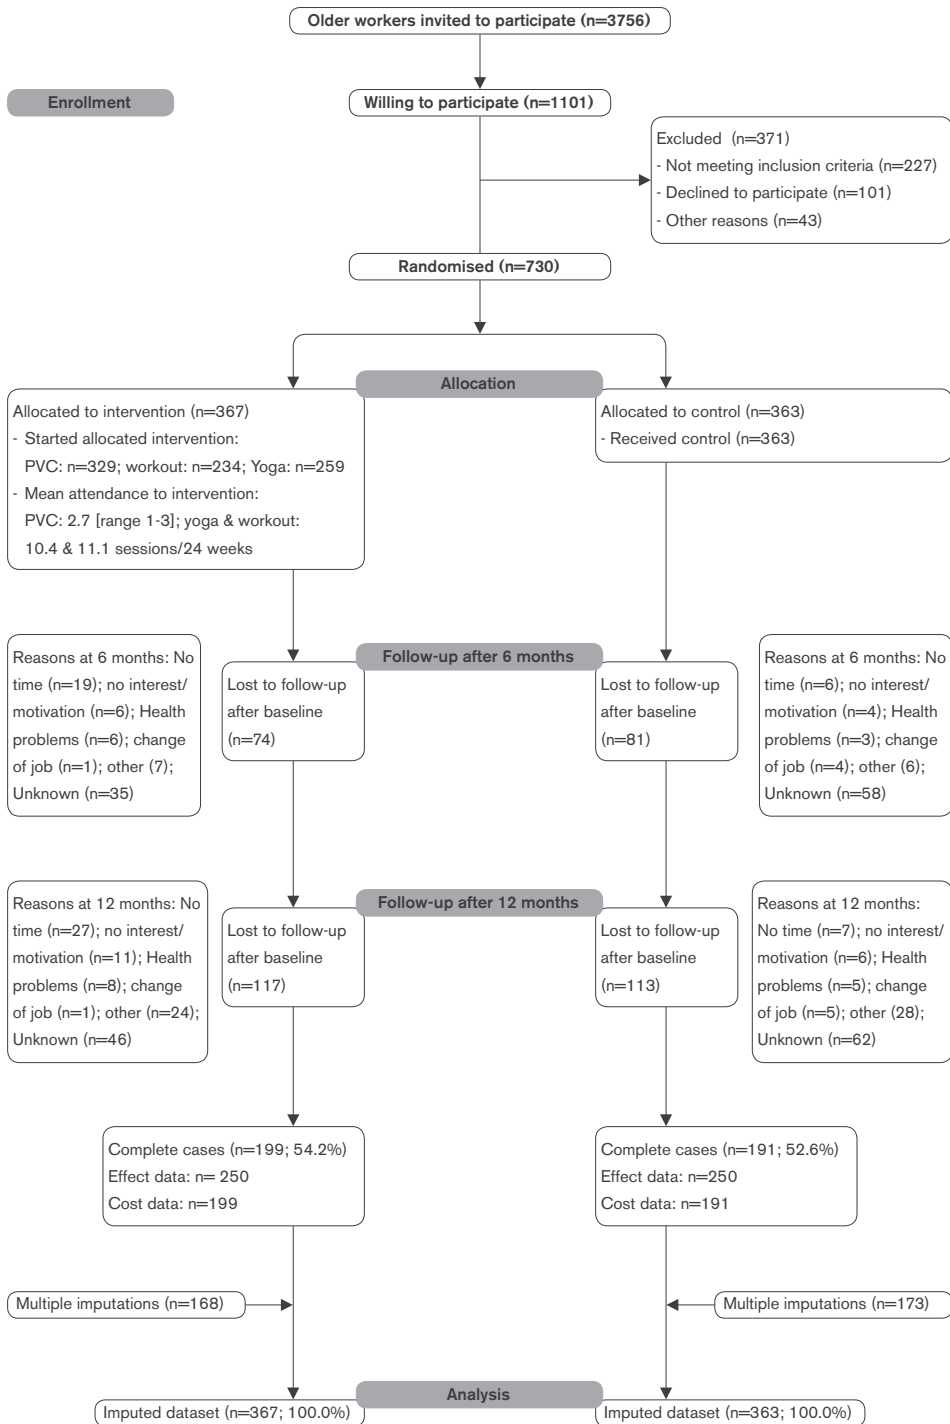 Older workers invited to participate (n=3756)
Enrollment
Willing to participate (n=1101)
Excluded  (n=371)
- Not meeting inclusion criteria (n=227)
- Declined to participate (n=101)
- Other reasons (n=43)
Randomised (n=730)
Allocation
Allocated to intervention (n=367)
- Started allocated intervention:
PVC: n=329; workout: n=234; Yoga: n=259
- Mean attendance to intervention:
PVC: 2.7 [range 1-3]; yoga & workout:
10.4 & 11.1 sessions/24 weeks
Allocated to control (n=363)
- Received control (n=363)
Follow-up after 6 months
Reasons at 6 months: No
time (n=19); no interest/
motivation (n=6); Health
problems (n=6); change
of job (n=1); other (7);
Unknown (n=35)
Lost to follow-up
after baseline
(n=74)
Lost to follow-up
after baseline
(n=81)
Reasons at 6 months: No
time (n=6); no interest/
motivation (n=4); Health
problems (n=3); change
of job (n=4); other (6);
Unknown (n=58)
Follow-up after 12 months
Reasons at 12 months: No
time (n=27); no interest/
motivation (n=11); Health
problems (n=8); change
of job (n=1); other (n=24);
Unknown (n=46)
Lost to follow-up
after baseline
(n=117)
Lost to follow-up
after baseline
(n=113)
Reasons at 12 months:
No time (n=7); no interest/
motivation (n=6); Health
problems (n=5); change
of job (n=5); other (28);
Unknown (n=62)
Complete cases (n=199; 54.2%)
Effect data: n= 250
Cost data: n=199
Complete cases (n=191; 52.6%)
Effect data: n=250
Cost data: n=191
Multiple imputations (n=168)
Multiple imputations (n=173)
Analysis
Imputed dataset (n=367; 100.0%)
Imputed dataset (n=363; 100.0%)